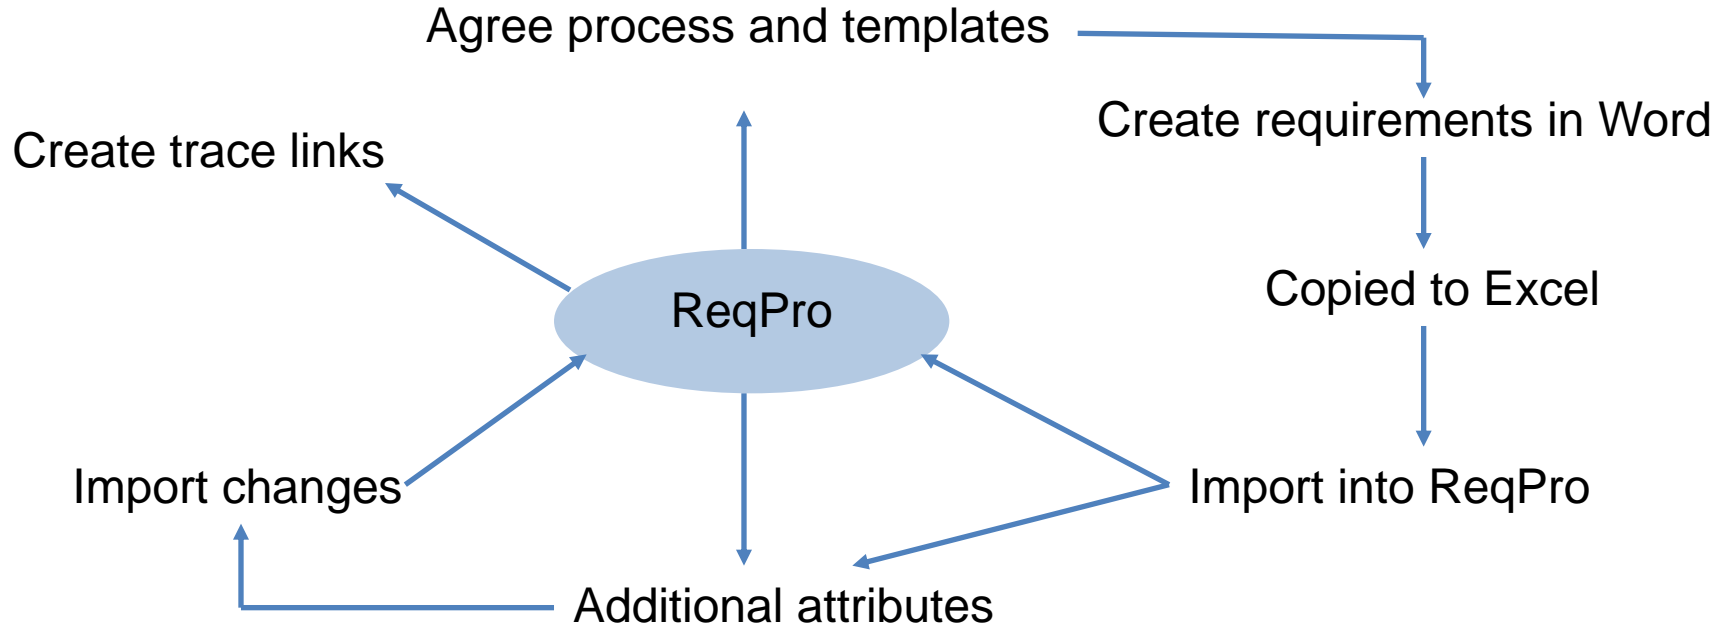 Agree process and templates
Create requirements in Word
Create trace links
Copied to Excel
ReqPro
Import changes
Import into ReqPro
Additional attributes